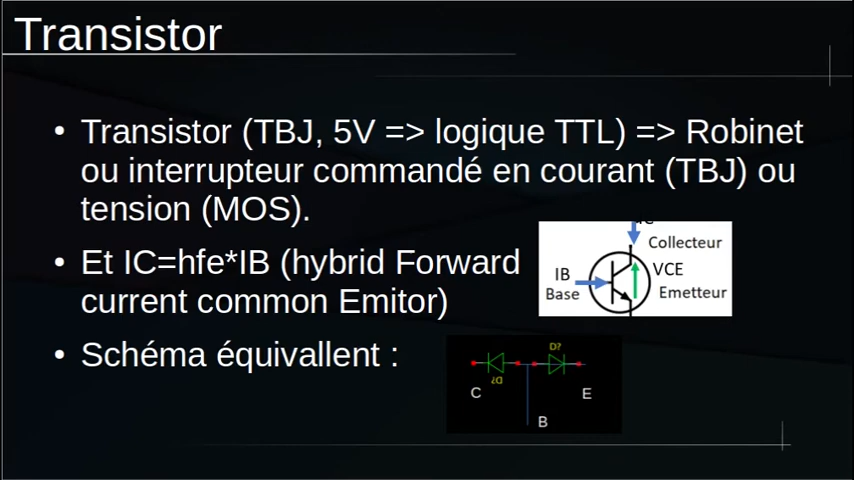 Transistor
• Transistor (TBJ, 5V => logique TTL) => Robinet
ou interrupteur commandé en courant (TBJ) ou
tension (MOS).
• Et IC=hfe*IB (hybrid Forward
current common Emitor)
Collecteur
IB
VCE
Base
Emetteur
• Schéma équivallent :
D?
D?
C
E
B